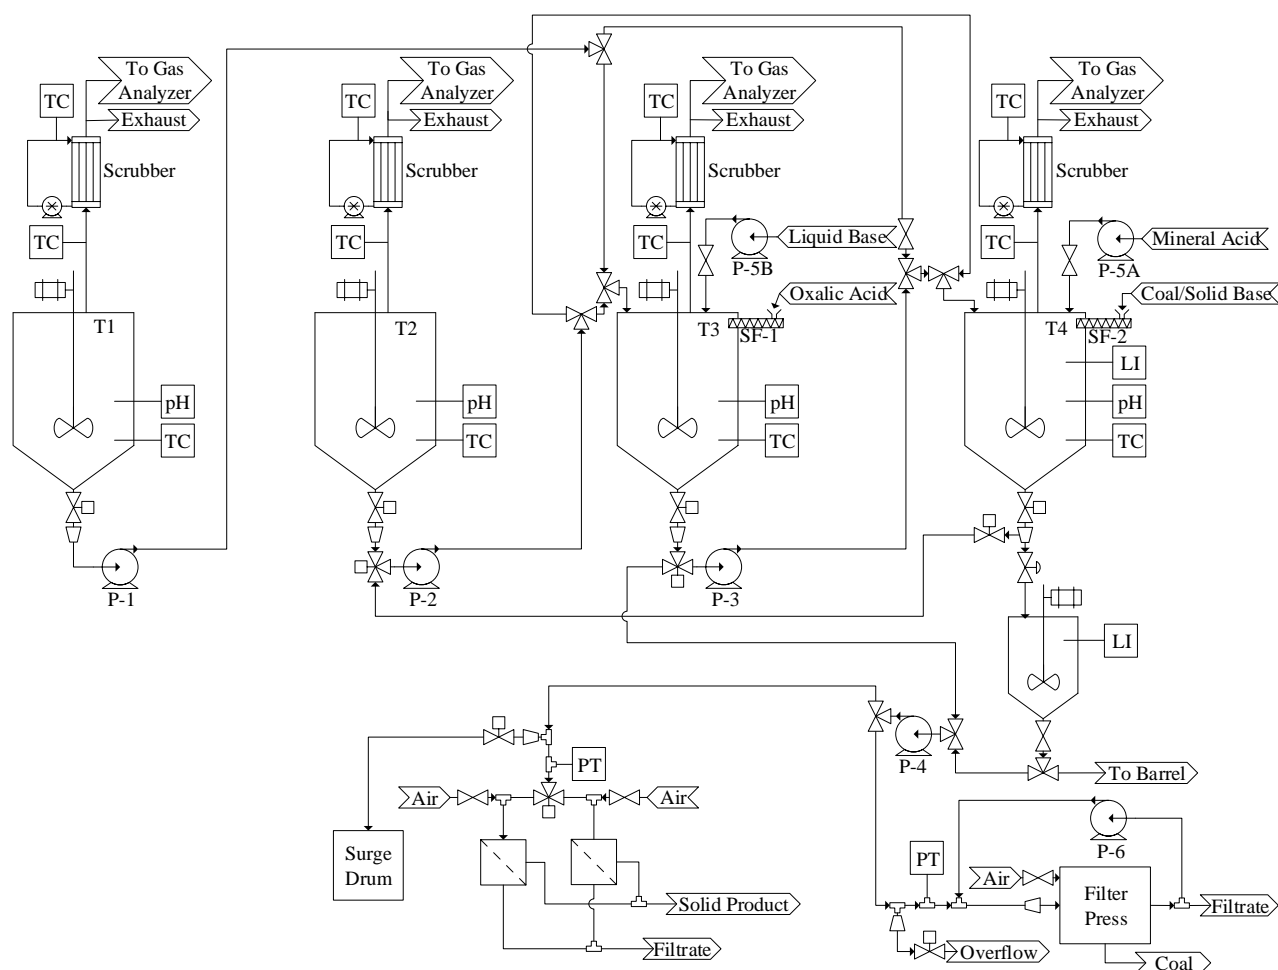 To Gas
Analyzer
To Gas
Analyzer
To Gas
Analyzer
To Gas
Analyzer
TC
TC
TC
TC
Exhaust
Exhaust
Exhaust
Exhaust
Scrubber
Scrubber
Scrubber
Scrubber
TC
TC
TC
Liquid Base
TC
Mineral Acid
P-5B
P-5A
Oxalic Acid
Coal/Solid Base
T1
T2
T3
SF-1
T4
SF-2
LI
pH
pH
pH
pH
TC
TC
TC
TC
P-1
P-2
P-3
LI
P-4
PT
To Barrel
Air
Air
Surge
Drum
P-6
PT
Air
Filter
Press
Solid Product
Filtrate
Filtrate
Overflow
Coal